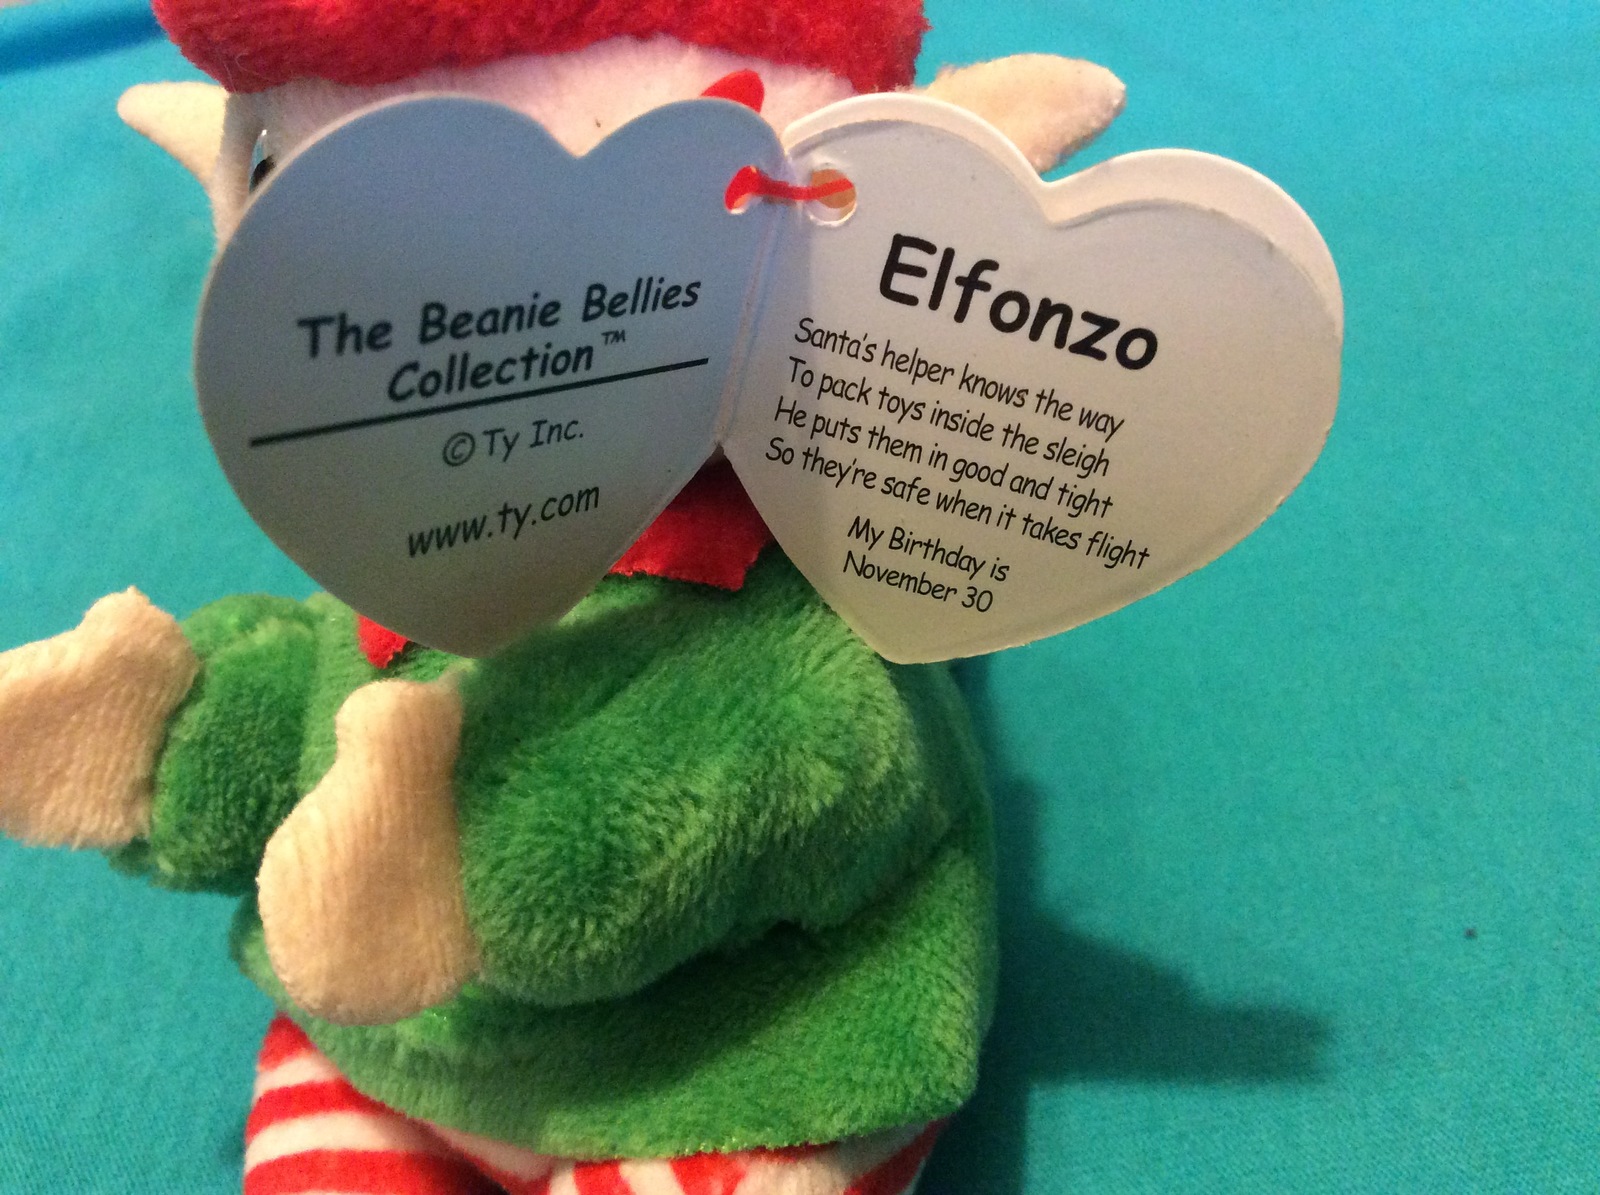 The Beanie Bellies
Collection™
© Ty Inc.
www.ty.com
Elfonzo
Santa's helper knows the way
To pack toys inside the sleigh
He puts them in good and tight
So they're safe when it takes flight
My Birthday is
November 30